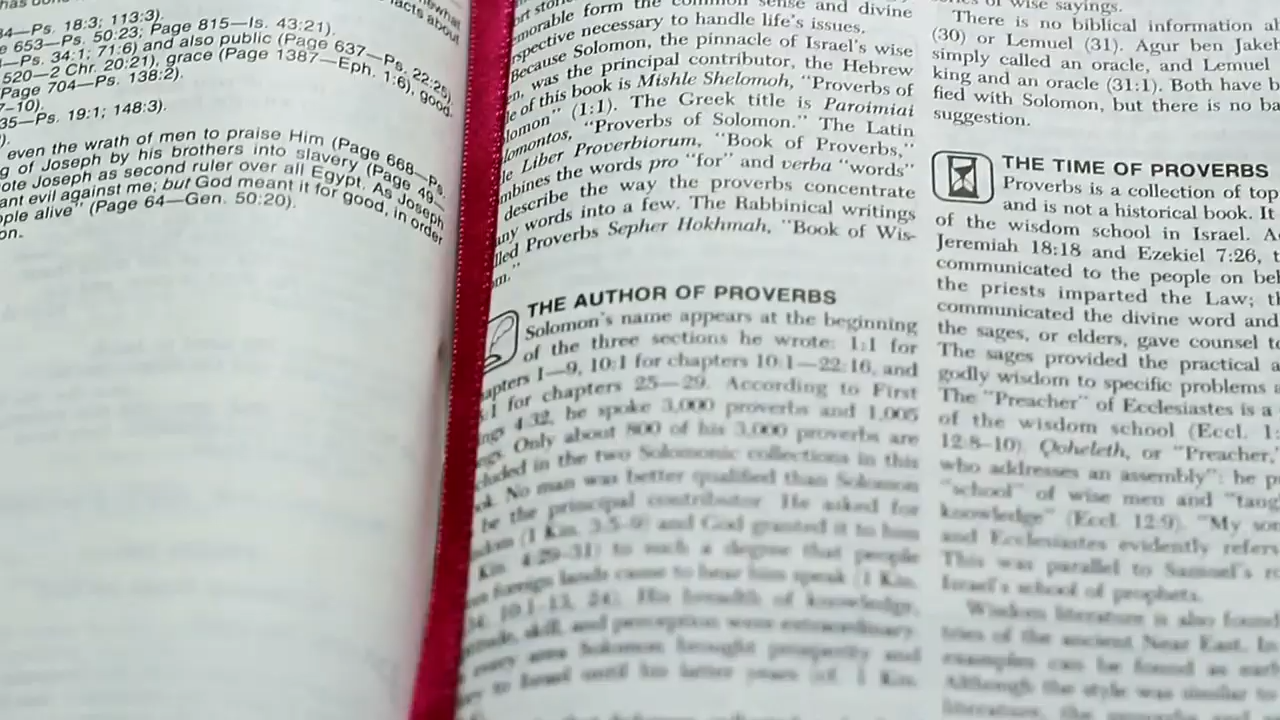 has
what
facts about
34—Ps. 18:3; 113:3).
e 653—Ps. 50:23; Page 815—Is. 43:21).
—Ps. 34:1; 71:6) and also public (Page 637—Ps. 22:25),
520—2 Chr. 20:21), grace (Page 1387—Eph. 1:6), good,
Page 704—Ps. 138:2).
7–10).
35—Ps. 19:1; 148:3).
).
even the wrath of men to praise Him (Page 668—Ps.
g of Joseph by his brothers into slavery (Page 49—
ote Joseph as second ruler over all Egypt. As Joseph
ant evil against me; but God meant it for good, in order
ople alive" (Page 64—Gen. 50:20).
on.
form the common sense and divine
spective necessary to handle life's issues.
Because Solomon, the pinnacle of Israel's wise
en, was the principal contributor, the Hebrew
le of this book is Mishle Shelomoh, "Proverbs of
lomon" (1:1). The Greek title is Paroimiai
lomontos, "Proverbs of Solomon." The Latin
le Liber Proverbiorum, "Book of Proverbs,"
mbines the words pro "for" and verba "words"
describe the way the proverbs concentrate
any words into a few. The Rabbinical writings
lled Proverbs Sepher Hokhmah, "Book of Wis-
om."
THE AUTHOR OF PROVERBS
Solomon's name appears at the beginning
of the three sections he wrote: 1:1 for
apters 1—9, 10:1 for chapters 10:1—22:16, and
:1 for chapters 25—29. According to First
ngs 4:32, he spoke 3,000 proverbs and 1,005
ngs. Only about 800 of his 3,000 proverbs are
cluded in the two Solomonic collections in this
ok. No man was better qualified than Solomon
be the principal contributor. He asked for
dom (1 Kin. 3:5–9) and God granted it to him
Kin. 4:29–31) to such a degree that people
m foreign lands came to hear him speak (1 Kin.
10:1–13, 24). His breadth of knowledge,
skill, and perception were extraordinary.
every area Solomon brought prosperity and
to Israel until his latter years (cf. 1 Kin.
of wise sayings.
There is no biblical information
(30) or Lemuel (31). Agur ben Jakeh
simply called an oracle, and Lemuel
king and an oracle (31:1). Both have b
fied with Solomon, but there is no ba
suggestion.
THE TIME OF PROVERBS
Proverbs is a collection of top
and is not a historical book. It
of the wisdom school in Israel. A
Jeremiah 18:18 and Ezekiel 7:26, t
communicated to the people on beh
the priests imparted the Law; th
communicated the divine word and
the sages, or elders, gave counsel to
The sages provided the practical a
godly wisdom to specific problems
The "Preacher" of Ecclesiastes is a
of the wisdom school (Eccl. 1:
12:8–10). Qoheleth, or "Preacher,"
who addresses an assembly": he p
"school" of wise men and "taug
knowledge" (Eccl. 12:9). "My son
and Ecclesiastes evidently refers
This was parallel to Samuel's r
Israel's school of prophets.
Wisdom literature is also found
tries of the ancient Near East. In
examples can be found as earl
Although the style was similar to
literature, the proverbs and